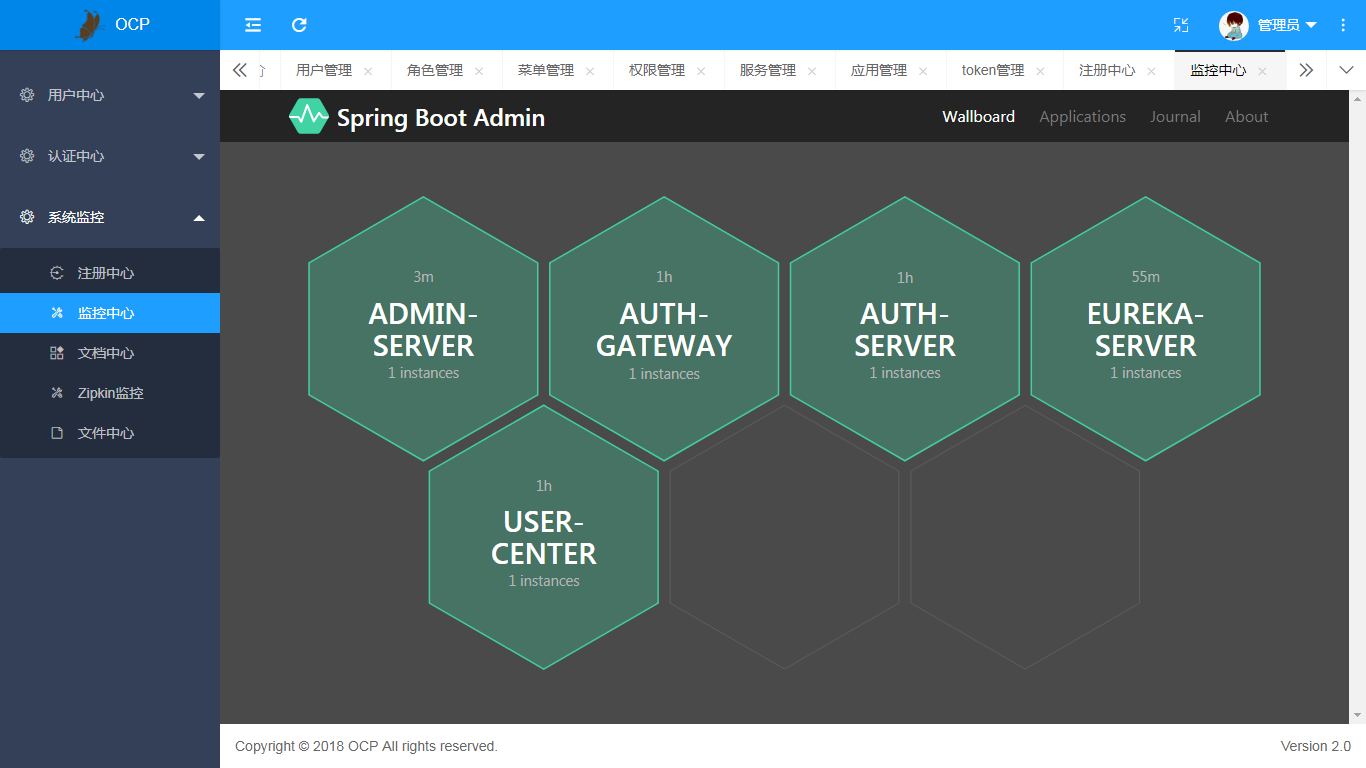 OCP
管理员
用户中心
认证中心
系统监控
注册中心
监控中心
文档中心
Zipkin监控
文件中心
用户管理
角色管理
菜单管理
权限管理
服务管理
应用管理
token管理
注册中心
监控中心
Spring Boot Admin
Wallboard
Applications
Journal
About
3m
ADMIN-
SERVER
1 instances
1h
AUTH-
GATEWAY
1 instances
1h
AUTH-
SERVER
1 instances
55m
EUREKA-
SERVER
1 instances
1h
USER-
CENTER
1 instances
Copyright © 2018 OCP All rights reserved.
Version 2.0